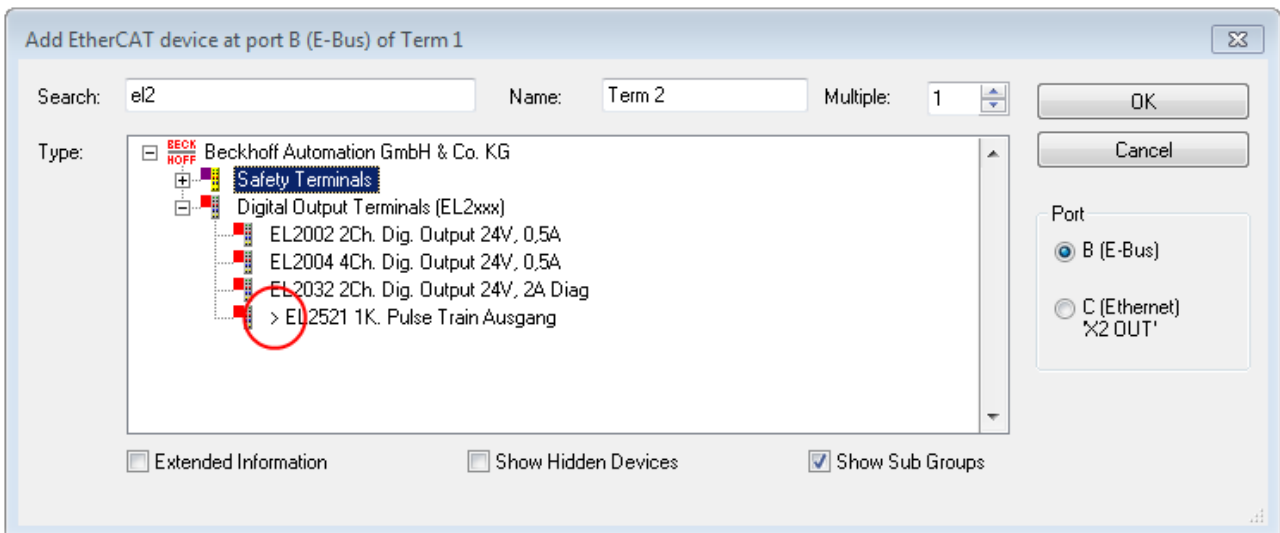 Add EtherCAT device at port B (E-Bus) of Term 1
Search: el2 Name: Term 2 Multiple: 1 OK
Type: BECKHOFF Beckhoff Automation GmbH & Co. KG Cancel
Safety Terminals
Digital Output Terminals (EL2xxx) Port
EL2002 2Ch. Dig. Output 24V, 0,5A B (E-Bus)
EL2004 4Ch. Dig. Output 24V, 0,5A
EL2032 2Ch. Dig. Output 24V, 2A Diag
> EL2521 1K. Pulse Train Ausgang C (Ethernet)
'X2 OUT'
Extended Information Show Hidden Devices Show Sub Groups